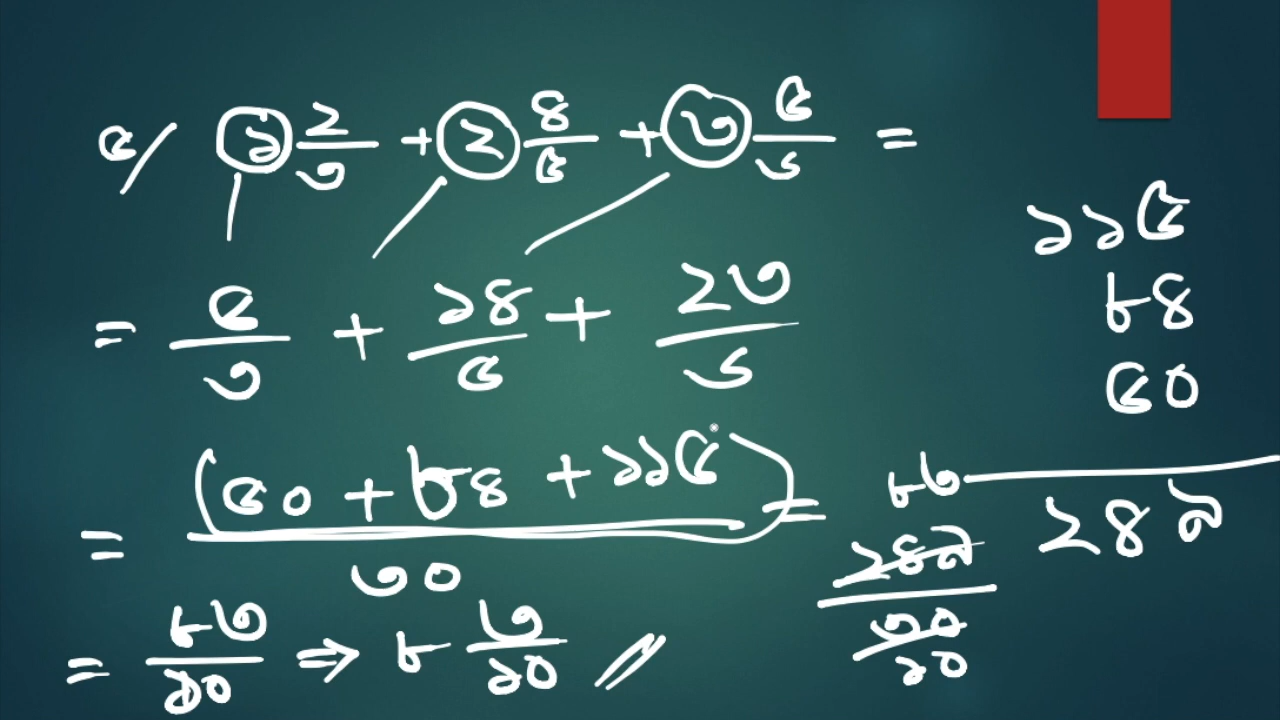 ৫/ ১ ২/৩ + ২ ৪/৫ + ৩ ৫/৬ =
= ৫/৩ + ১৪/৫ + ২৩/৬
= (৫০ + ৮৪ + ১১৫)/৩০ = ২৪৯/৩০
৮৩
১০
= ৮৩/১০ ⇒ ৮ ৩/১০ //
১১৫
৮৪
৫০
২৪৯